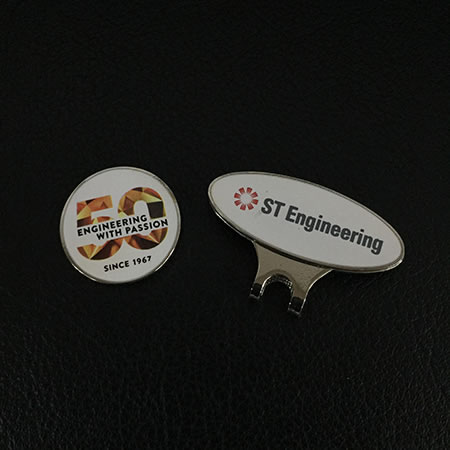 50
ENGINEERING
WITH PASSION
SINCE 1967
ST Engineering